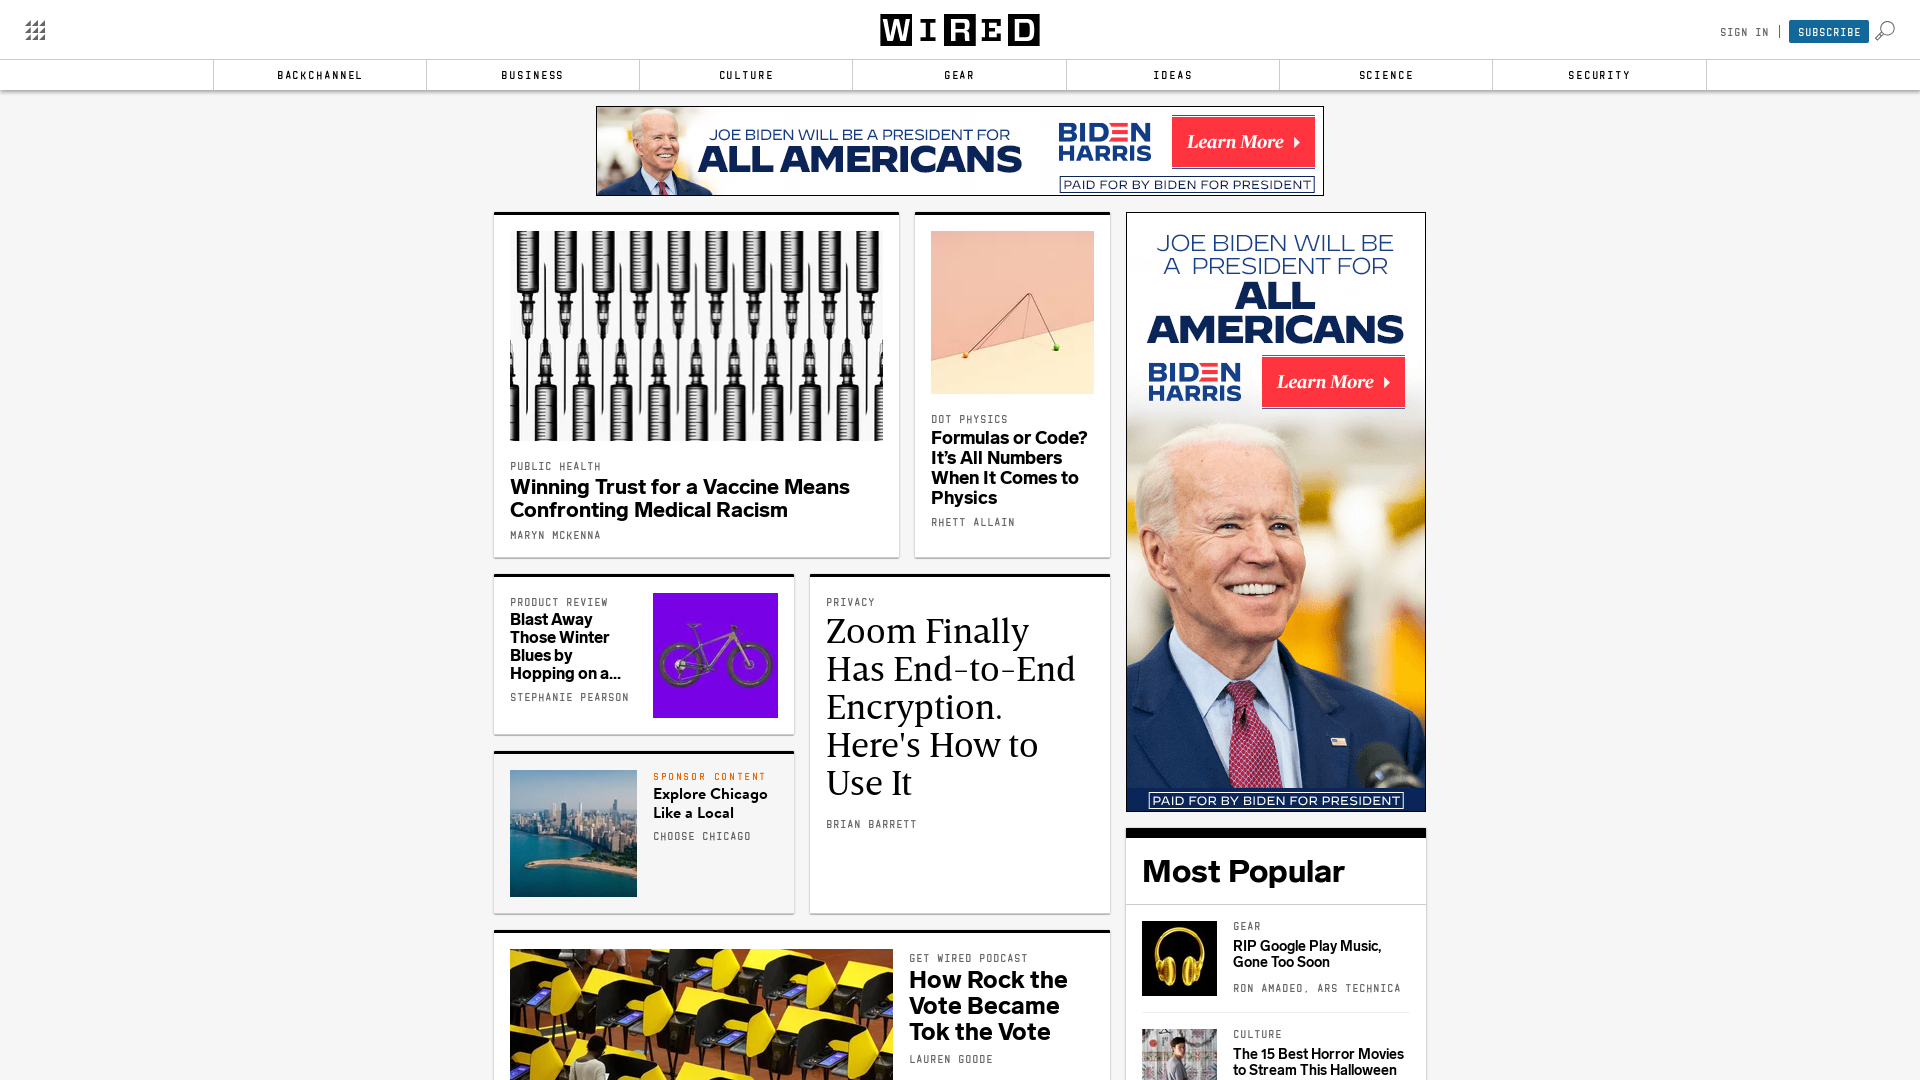 WIRED
SIGN IN
SUBSCRIBE
BACKCHANNEL
BUSINESS
CULTURE
GEAR
IDEAS
SCIENCE
SECURITY
JOE BIDEN WILL BE A PRESIDENT FOR
ALL AMERICANS
BIDEN
HARRIS
Learn More
PAID FOR BY BIDEN FOR PRESIDENT
PUBLIC HEALTH
Winning Trust for a Vaccine Means
Confronting Medical Racism
MARYN MCKENNA
DOT PHYSICS
Formulas or Code?
It’s All Numbers
When It Comes to
Physics
RHETT ALLAIN
JOE BIDEN WILL BE
A PRESIDENT FOR
ALL
AMERICANS
BIDEN
HARRIS
Learn More
PAID FOR BY BIDEN FOR PRESIDENT
PRODUCT REVIEW
Blast Away
Those Winter
Blues by
Hopping on a...
STEPHANIE PEARSON
SPONSOR CONTENT
Explore Chicago
Like a Local
CHOOSE CHICAGO
PRIVACY
Zoom Finally
Has End-to-End
Encryption.
Here's How to
Use It
BRIAN BARRETT
GET WIRED PODCAST
How Rock the
Vote Became
Tok the Vote
LAUREN GOODE
Most Popular
GEAR
RIP Google Play Music,
Gone Too Soon
RON AMADEO, ARS TECHNICA
CULTURE
The 15 Best Horror Movies
to Stream This Halloween